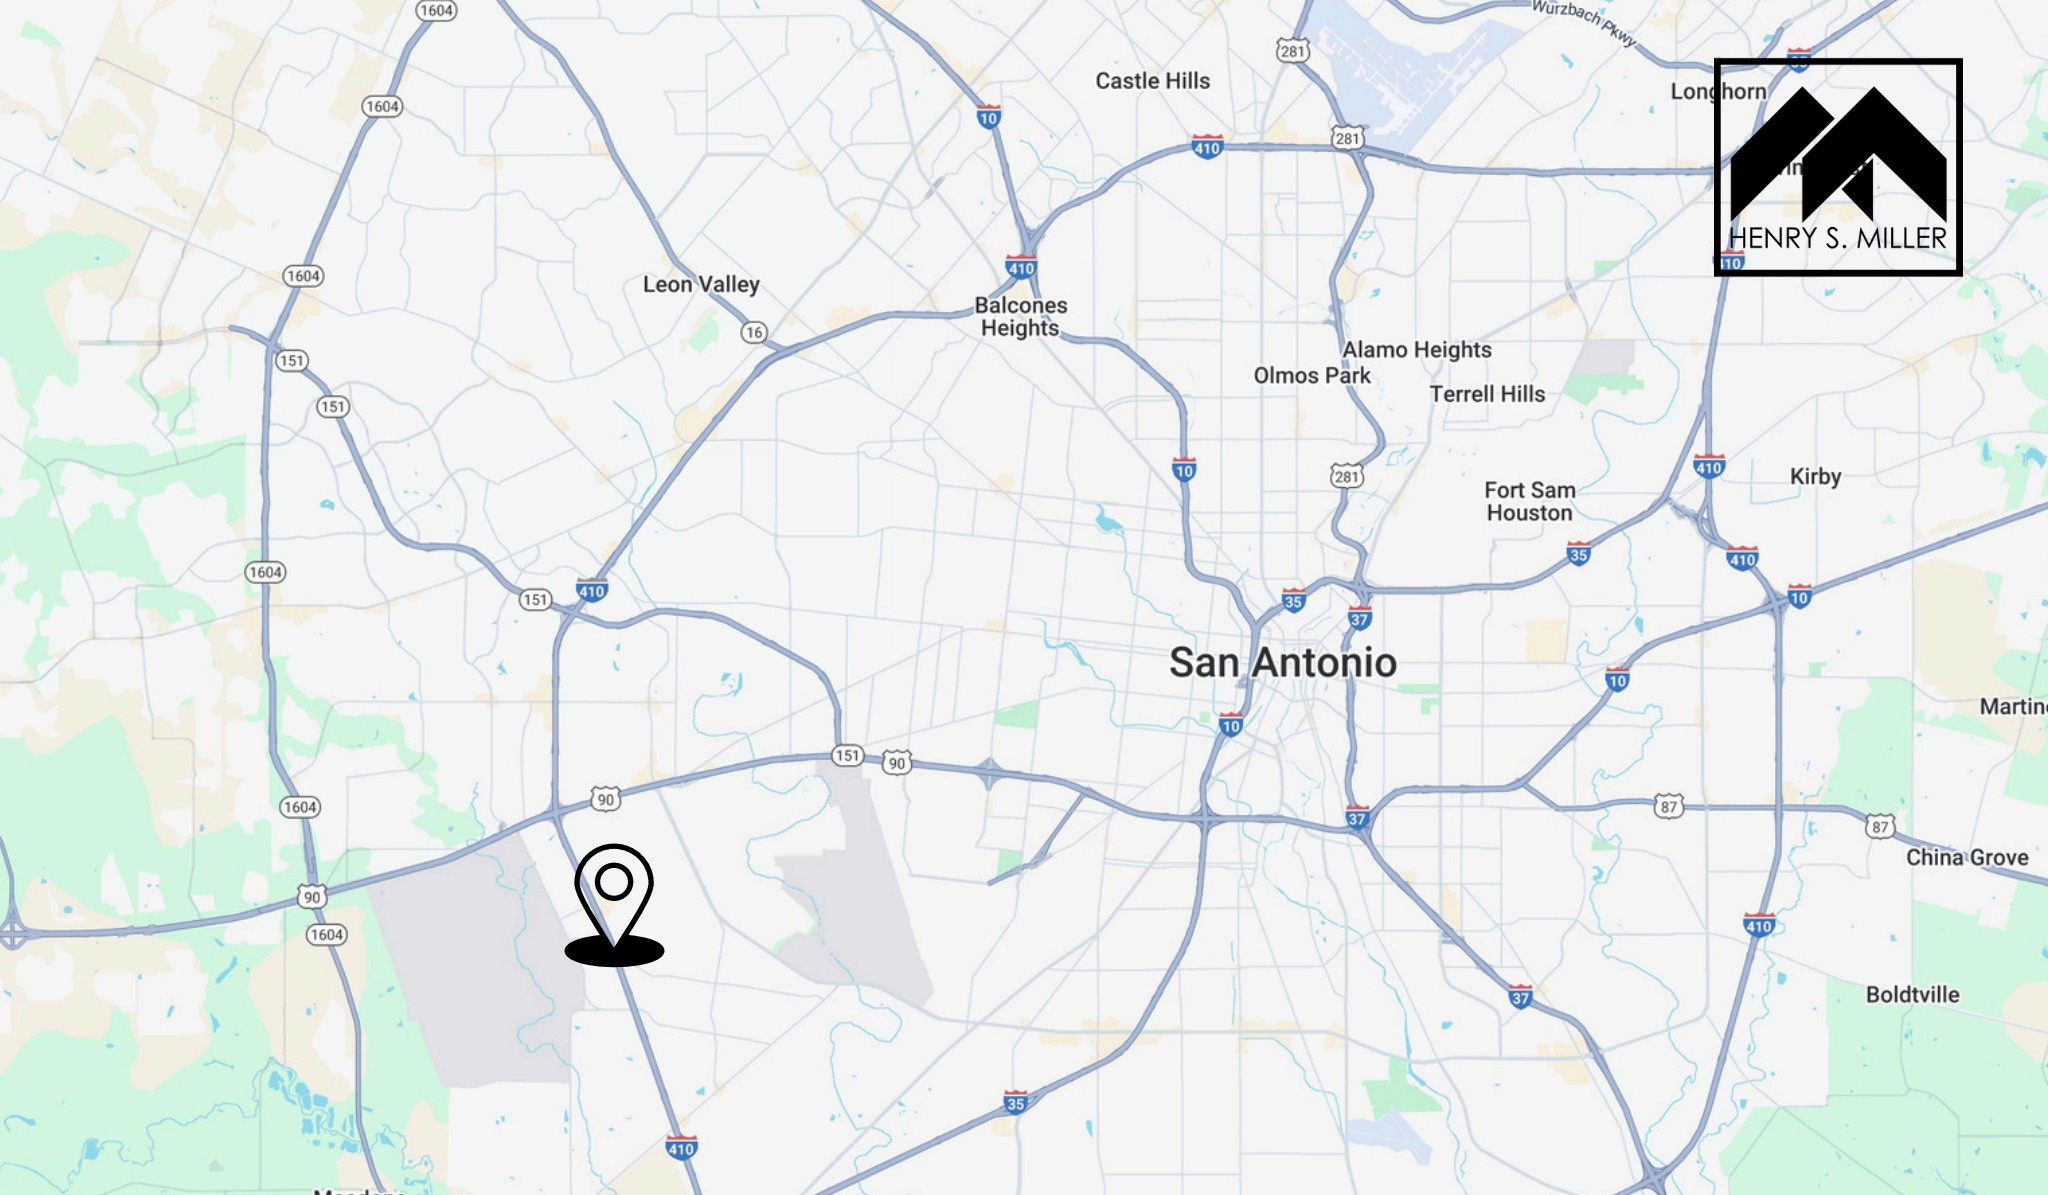 1604
281
Wurzbach Pkwy
Castle Hills
Longhorn
1604
10
281
410
HENRY S. MILLER
1604
410
410
Leon Valley
Balcones
Heights
16
151
Alamo Heights
Olmos Park
Terrell Hills
151
10
281
410
Kirby
Fort Sam
Houston
35
410
1604
410
151
35
37
10
San Antonio
10
10
Martin
151
90
90
1604
37
87
87
China Grove
90
1604
410
Boldtville
37
35
410